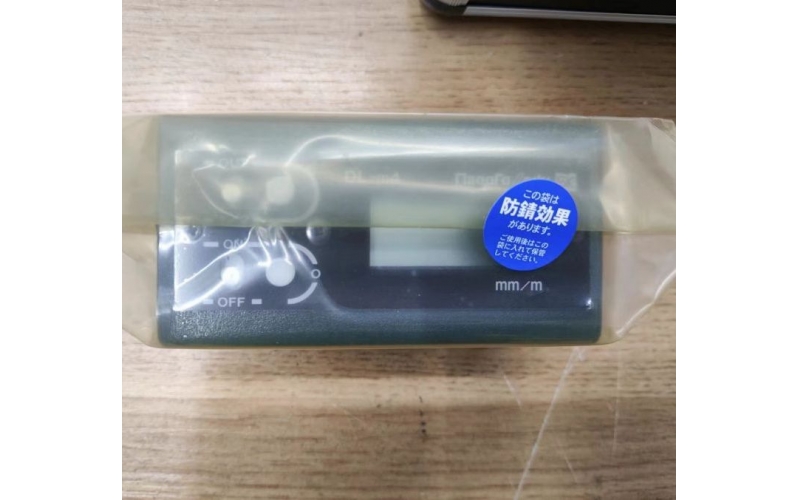 この袋は
防錆効果
があります。
ご使用後はこの
袋に入れて保管
してください。
ON
OFF
mm/m